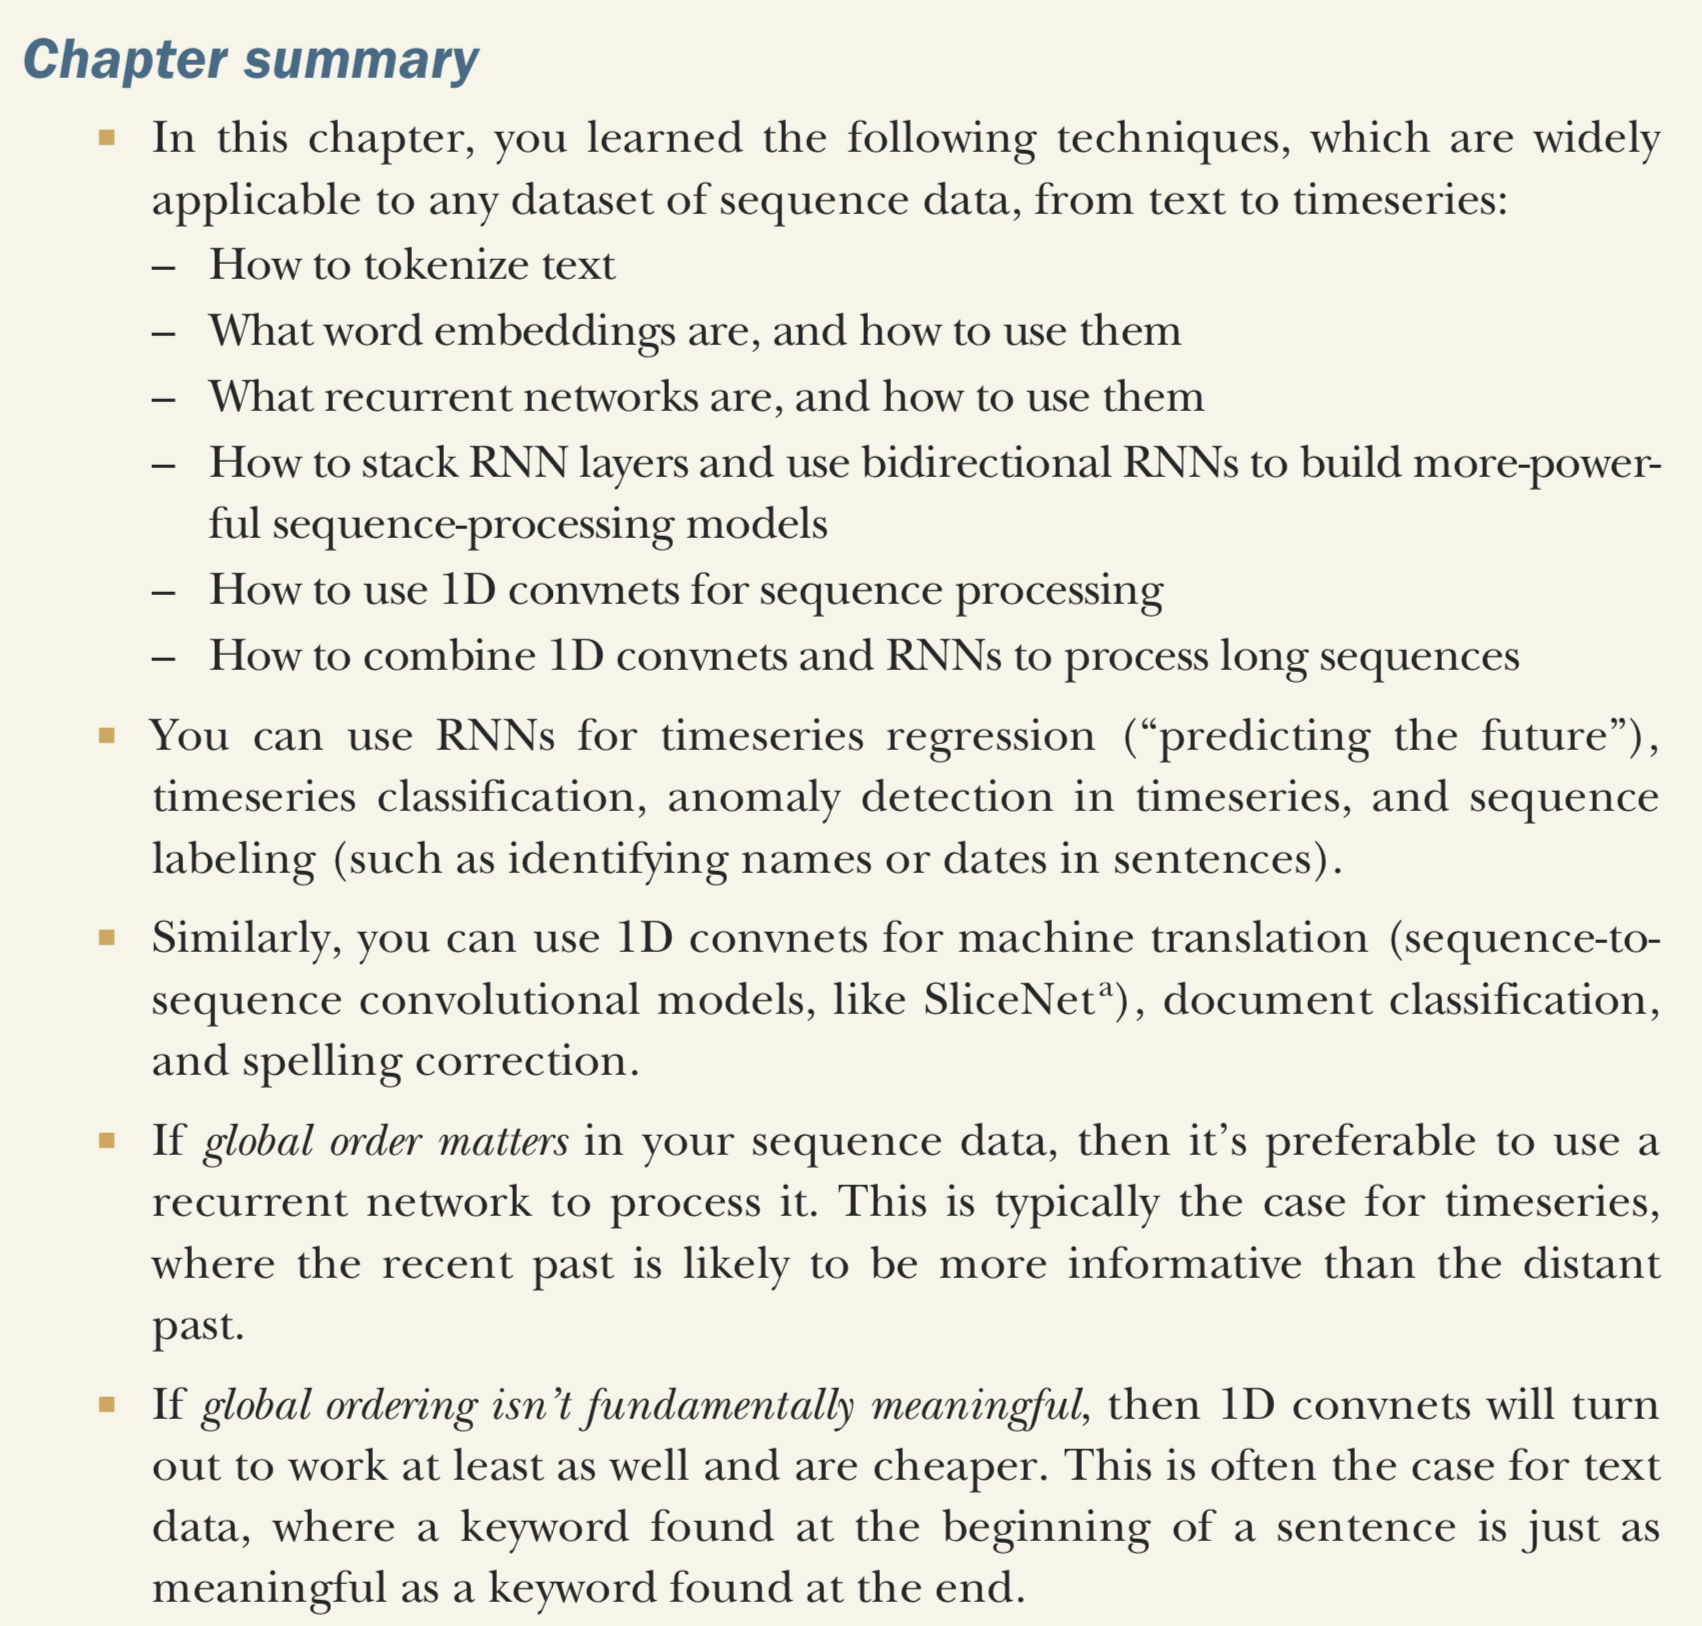 Chapter summary
■ In this chapter, you learned the following techniques, which are widely
applicable to any dataset of sequence data, from text to timeseries:
– How to tokenize text
– What word embeddings are, and how to use them
– What recurrent networks are, and how to use them
– How to stack RNN layers and use bidirectional RNNs to build more-power-
ful sequence-processing models
– How to use 1D convnets for sequence processing
– How to combine 1D convnets and RNNs to process long sequences
■ You can use RNNs for timeseries regression (“predicting the future”),
timeseries classification, anomaly detection in timeseries, and sequence
labeling (such as identifying names or dates in sentences).
■ Similarly, you can use 1D convnets for machine translation (sequence-to-
sequence convolutional models, like SliceNetᵃ), document classification,
and spelling correction.
■ If global order matters in your sequence data, then it’s preferable to use a
recurrent network to process it. This is typically the case for timeseries,
where the recent past is likely to be more informative than the distant
past.
■ If global ordering isn’t fundamentally meaningful, then 1D convnets will turn
out to work at least as well and are cheaper. This is often the case for text
data, where a keyword found at the beginning of a sentence is just as
meaningful as a keyword found at the end.